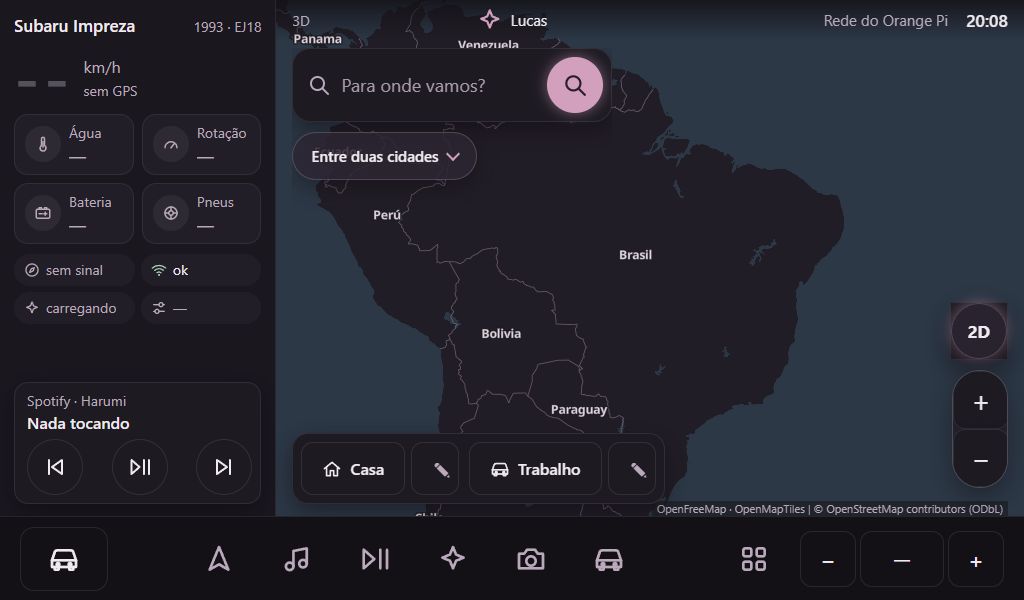 Subaru Impreza
1993 · EJ18
— —
km/h
sem GPS
Água
—
Rotação
—
Bateria
—
Pneus
—
sem sinal
ok
carregando
—
Spotify · Harumi
Nada tocando
3D
Lucas
Rede do Orange Pi
20:08
Panama
Venezuela
Para onde vamos?
Entre duas cidades
Perú
Brasil
Bolivia
Paraguay
2D
+
−
Casa
Trabalho
OpenFreeMap · OpenMapTiles | © OpenStreetMap contributors (ODbL)
−
—
+